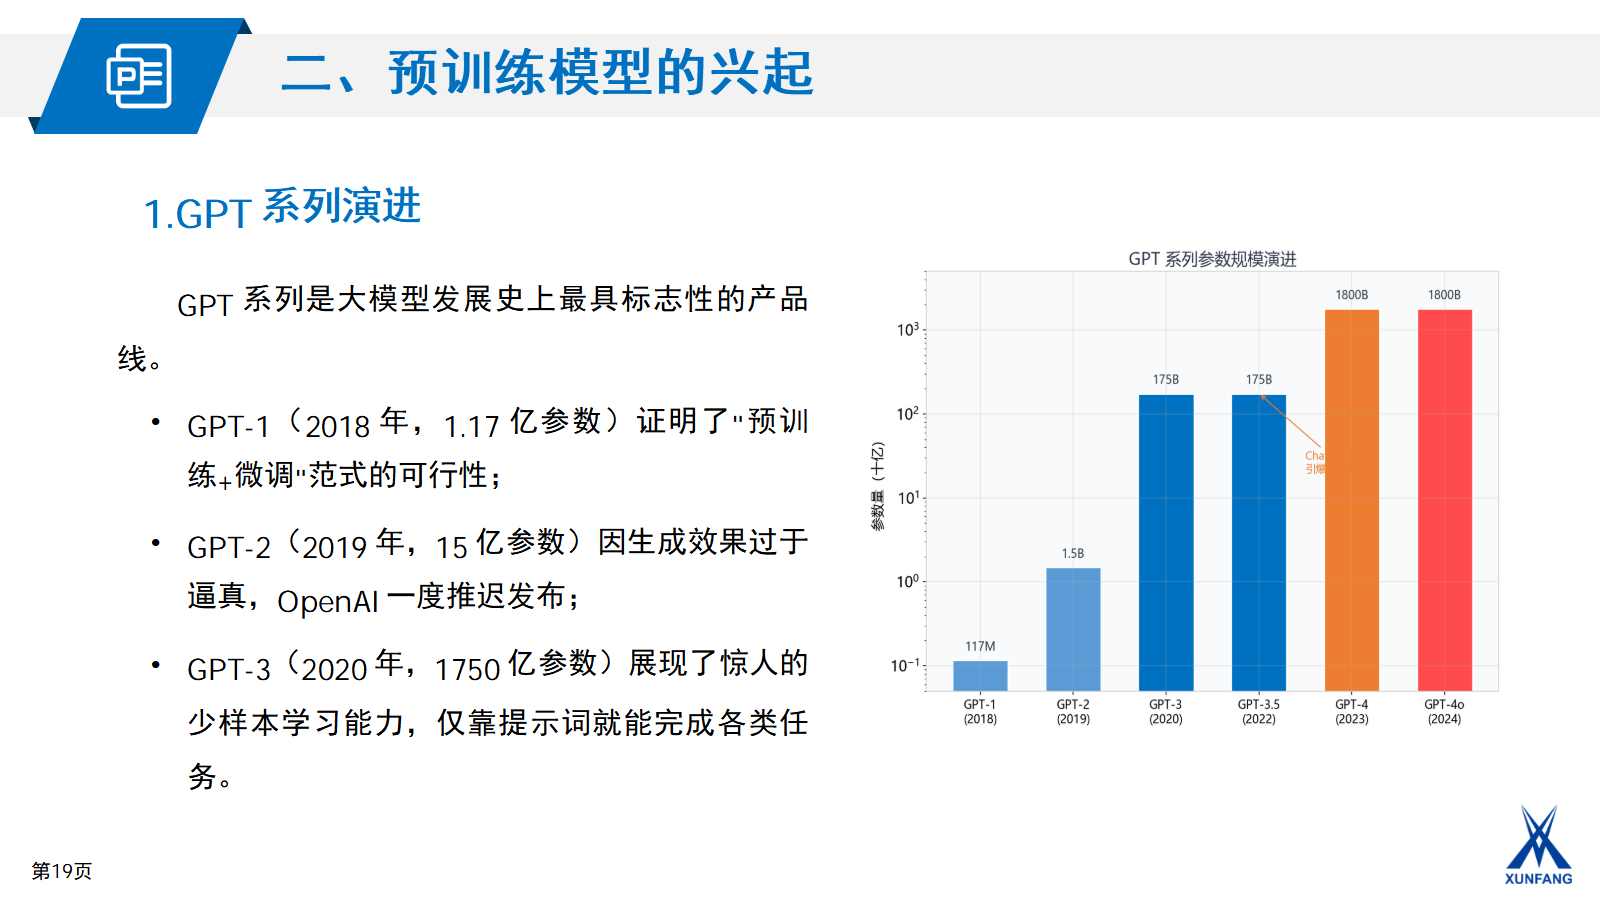 二、预训练模型的兴起
1.GPT 系列演进
GPT 系列是大模型发展史上最具标志性的产品
线。
• GPT-1（2018 年，1.17 亿参数）证明了"预训
练+微调"范式的可行性；
• GPT-2（2019 年，15 亿参数）因生成效果过于
逼真，OpenAI 一度推迟发布；
• GPT-3（2020 年，1750 亿参数）展现了惊人的
少样本学习能力，仅靠提示词就能完成各类任
务。
GPT 系列参数规模演进
参数量（十亿）
10³
10²
10¹
10⁰
10⁻¹
117M
1.5B
175B
175B
1800B
1800B
Cha
引
GPT-1
(2018)
GPT-2
(2019)
GPT-3
(2020)
GPT-3.5
(2022)
GPT-4
(2023)
GPT-4o
(2024)
第19页
XUNFANG